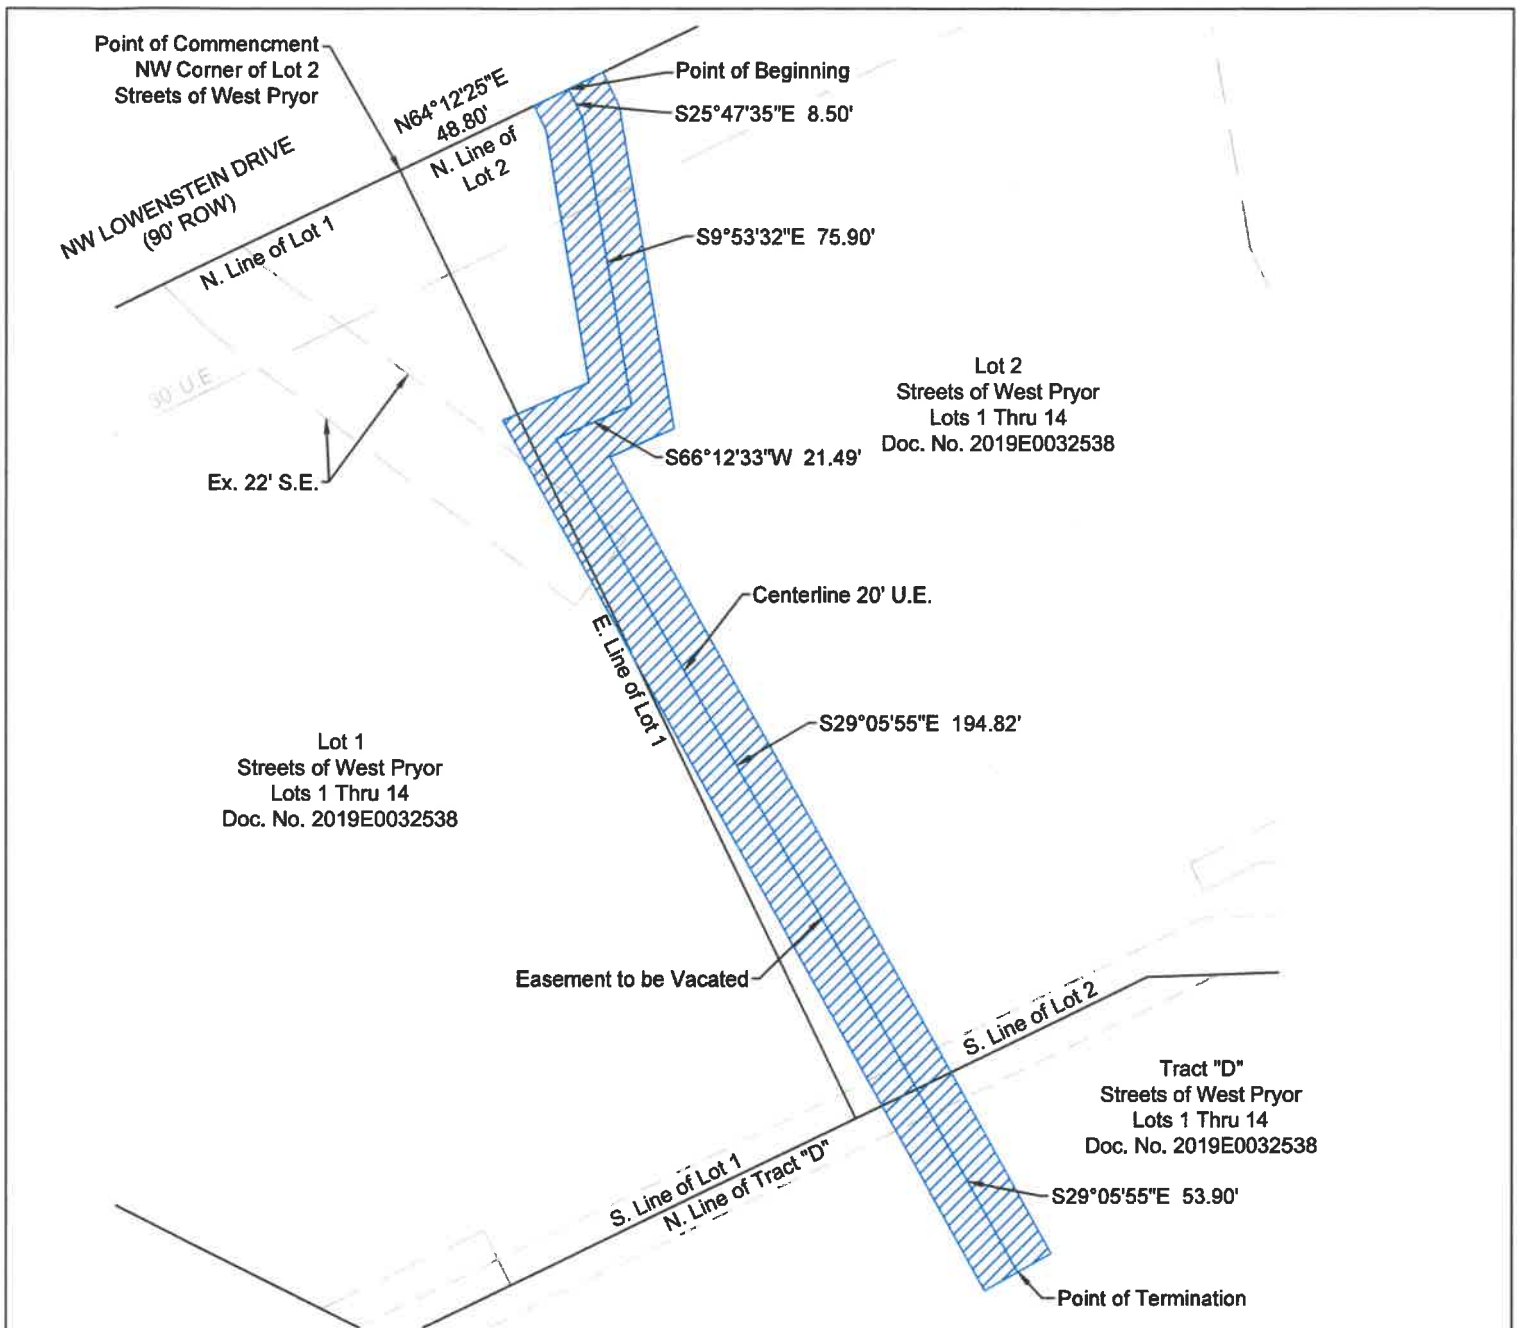 Point of Commencment
NW Corner of Lot 2
Streets of West Pryor
N64°12'25"E
48.80'
N. Line of
Lot 2
Point of Beginning
S25°47'35"E 8.50'
NW LOWENSTEIN DRIVE
(90' ROW)
N. Line of Lot 1
S9°53'32"E 75.90'
30' U.E.
Lot 2
Streets of West Pryor
Lots 1 Thru 14
Doc. No. 2019E0032538
S66°12'33"W 21.49'
Ex. 22' S.E.
Centerline 20' U.E.
E. Line of Lot 1
S29°05'55"E 194.82'
Lot 1
Streets of West Pryor
Lots 1 Thru 14
Doc. No. 2019E0032538
Easement to be Vacated
S. Line of Lot 2
Tract "D"
Streets of West Pryor
Lots 1 Thru 14
Doc. No. 2019E0032538
S. Line of Lot 1
N. Line of Tract "D"
S29°05'55"E 53.90'
Point of Termination